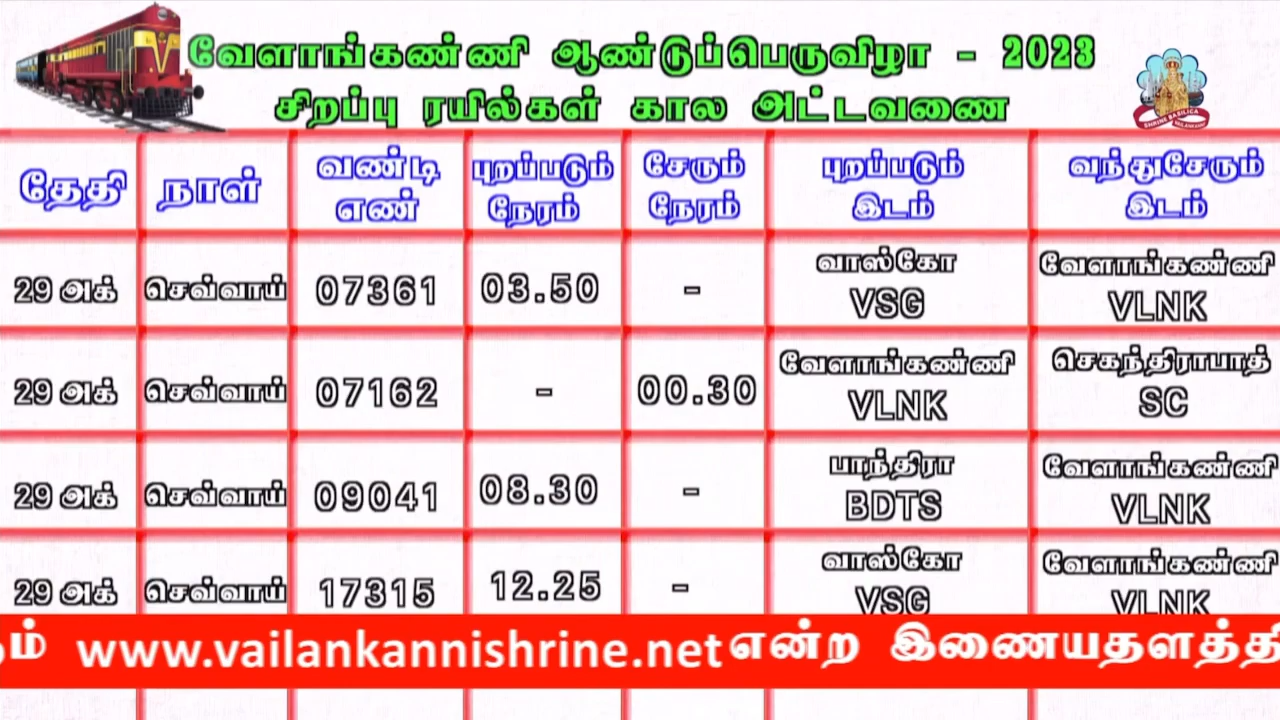 வேளாங்கண்ணி ஆண்டுப்பெருவிழா - 2023
சிறப்பு ரயில்கள் கால அட்டவணை
SHRINE BASILICA
VAILANKANNI
தேதி நாள் வண்டி எண் புறப்படும் நேரம் சேரும் நேரம் புறப்படும் இடம் வந்துசேரும் இடம்
29 அக் செவ்வாய் 07361 03.50 - வாஸ்கோ VSG வேளாங்கண்ணி VLNK
29 அக் செவ்வாய் 07162 - 00.30 வேளாங்கண்ணி VLNK செகந்திராபாத் SC
29 அக் செவ்வாய் 09041 08.30 - பாந்திரா BDTS வேளாங்கண்ணி VLNK
29 அக் செவ்வாய் 17315 12.25 - வாஸ்கோ VSG வேளாங்கண்ணி VLNK
www.vailankannishrine.net என்ற இணையதளத்தி